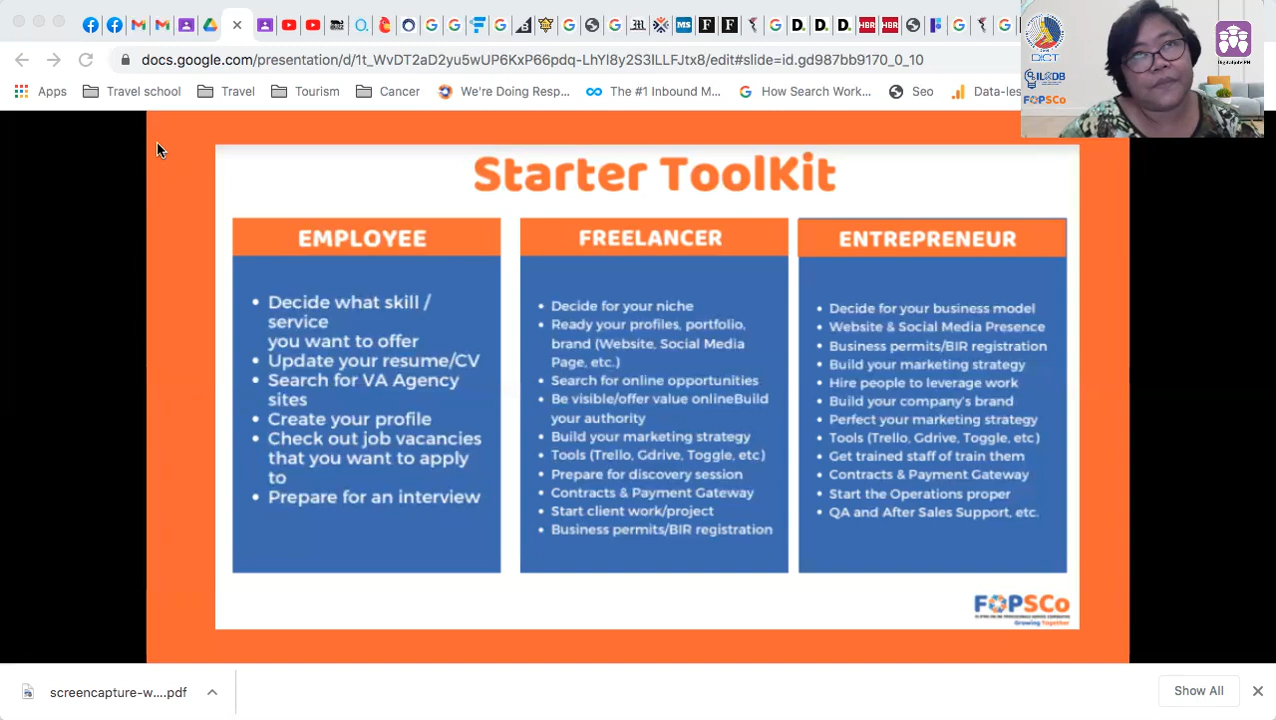 docs.google.com/presentation/d/1t_WvDT2aD2yu5wUP6KxP66pdq-LhYI8y2S3ILLFJtx8/edit#slide=id.gd987bb9170_0_10
Apps Travel school Travel Tourism Cancer We're Doing Resp... The #1 Inbound M... How Search Work... Seo Data-les
DICT
ILCDB
FOPSCo
DigitalJobsPH
Starter ToolKit
EMPLOYEE
Decide what skill /
service
you want to offer
Update your resume/CV
Search for VA Agency
sites
Create your profile
Check out job vacancies
that you want to apply
to
Prepare for an interview
FREELANCER
Decide for your niche
Ready your profiles, portfolio,
brand (Website, Social Media
Page, etc.)
Search for online opportunities
Be visible/offer value onlineBuild
your authority
Build your marketing strategy
Tools (Trello, Gdrive, Toggle, etc)
Prepare for discovery session
Contracts & Payment Gateway
Start client work/project
Business permits/BIR registration
ENTREPRENEUR
Decide for your business model
Website & Social Media Presence
Business permits/BIR registration
Build your marketing strategy
Hire people to leverage work
Build your company's brand
Perfect your marketing strategy
Tools (Trello, Gdrive, Toggle, etc)
Get trained staff of train them
Contracts & Payment Gateway
Start the Operations proper
QA and After Sales Support, etc.
FOPSCo
Growing Together
screencapture-w....pdf
Show All